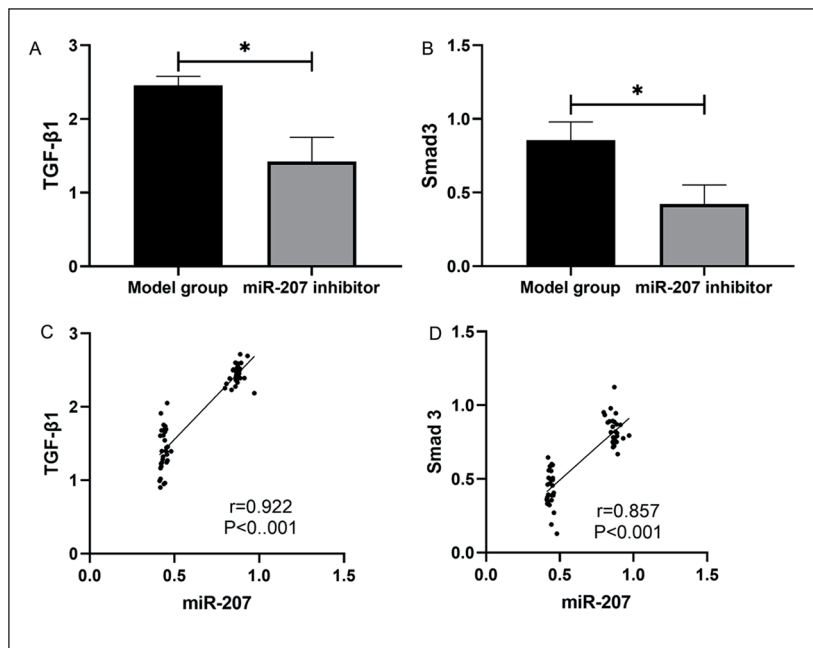 A
TGF-β1
3
2
1
0
*
Model group
miR-207 inhibitor
B
Smad3
1.5
1.0
0.5
0.0
*
Model group
miR-207 inhibitor
C
TGF-β1
3
2
1
0
r=0.922
P<0..001
0.0
0.5
1.0
1.5
miR-207
D
Smad 3
1.5
1.0
0.5
0.0
r=0.857
P<0.001
0.0
0.5
1.0
1.5
miR-207